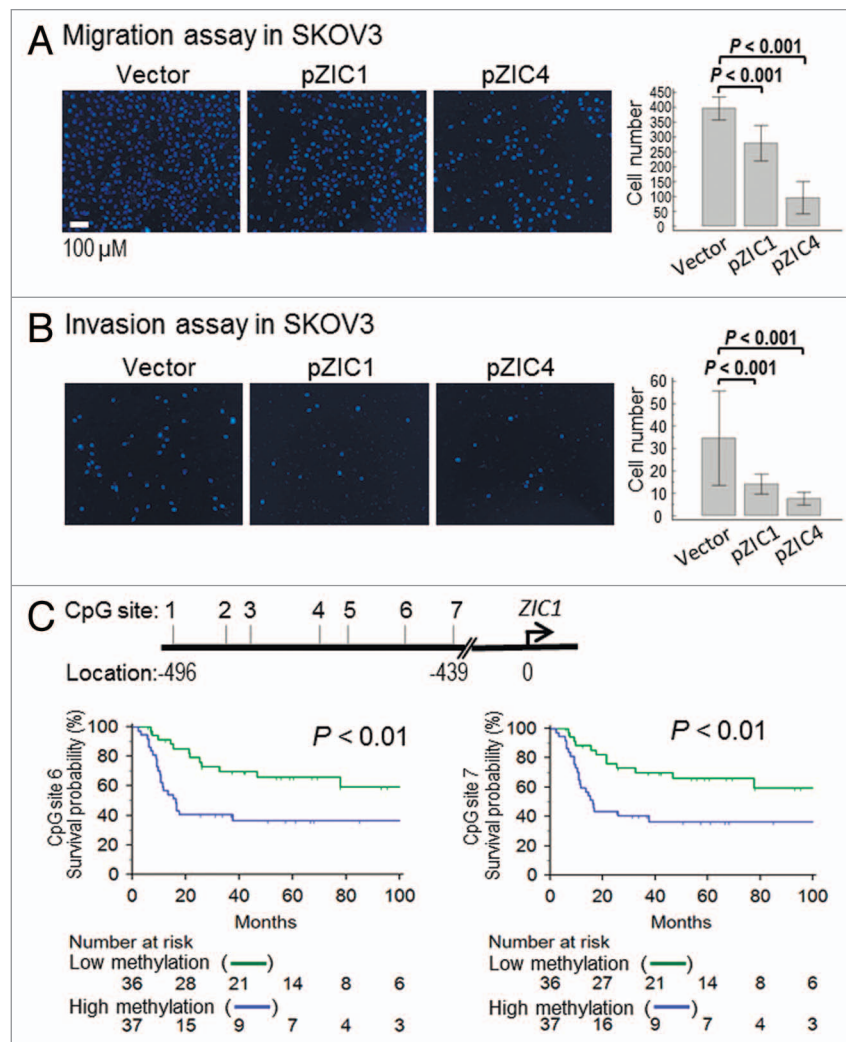 A Migration assay in SKOV3
Vector pZIC1 pZIC4
100 µM
P < 0.001
P < 0.001
Cell number
450
400
350
300
250
200
150
100
50
0
Vector pZIC1 pZIC4
B Invasion assay in SKOV3
Vector pZIC1 pZIC4
P < 0.001
P < 0.001
Cell number
60
50
40
30
20
10
0
Vector pZIC1 pZIC4
C CpG site: 1 2 3 4 5 6 7 ZIC1
Location:-496 -439 0
CpG site 6
Survival probability (%)
100
80
60
40
20
0
P < 0.01
0 20 40 60 80 100
Months
Number at risk
Low methylation ( )
36 28 21 14 8 6
High methylation ( )
37 15 9 7 4 3
CpG site 7
Survival probability (%)
100
80
60
40
20
0
P < 0.01
0 20 40 60 80 100
Months
Number at risk
Low methylation ( )
36 27 21 14 8 6
High methylation ( )
37 16 9 7 4 3